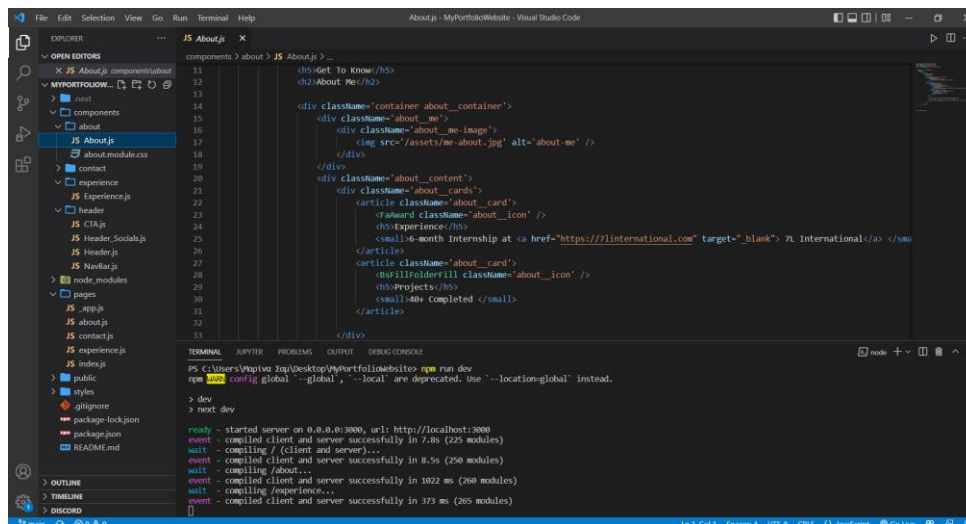 File Edit Selection View Go Run Terminal Help
About.js - MyPortfolioWebsite - Visual Studio Code
EXPLORER
OPEN EDITORS
JS About.js components\about
MYPORTFOLIOW...
.next
components
about
JS About.js
about.module.css
contact
experience
JS Experience.js
header
JS CTA.js
JS Header_Socials.js
JS Header.js
JS NavBar.js
node_modules
pages
JS _app.js
JS about.js
JS contact.js
JS experience.js
JS index.js
public
styles
.gitignore
package-lock.json
package.json
README.md
OUTLINE
TIMELINE
DISCORD
JS About.js
components > about > JS About.js > ...
11 <h5>Get To Know</h5>
12 <h2>About Me</h2>
13
14 <div className='container about__container'>
15 <div className='about__me'>
16 <div className='about__me-image'>
17 <img src='/assets/me-about.jpg' alt='about-me' />
18 </div>
19 </div>
20 <div className='about__content'>
21 <div className='about__cards'>
22 <article className='about__card'>
23 <FaAward className='about__icon' />
24 <h5>Experience</h5>
25 <small>6-month Internship at <a href="https://7linternational.com" target="_blank"> 7L International</a> </sma
26 </article>
27 <article className='about__card'>
28 <BsFillFolderFill className='about__icon' />
29 <h5>Projects</h5>
30 <small>40+ Completed </small>
31 </article>
32
33 </div>
TERMINAL JUPYTER PROBLEMS OUTPUT DEBUG CONSOLE
node
PS C:\Users\Μαρίνα Σαμ\Desktop\MyPortfolioWebsite> npm run dev
npm WARN config global `--global`, `--local` are deprecated. Use `--location=global` instead.
> dev
> next dev
ready - started server on 0.0.0.0:3000, url: http://localhost:3000
event - compiled client and server successfully in 7.8s (225 modules)
wait - compiling / (client and server)...
event - compiled client and server successfully in 8.5s (250 modules)
wait - compiling /about...
event - compiled client and server successfully in 1022 ms (260 modules)
wait - compiling /experience...
event - compiled client and server successfully in 373 ms (265 modules)